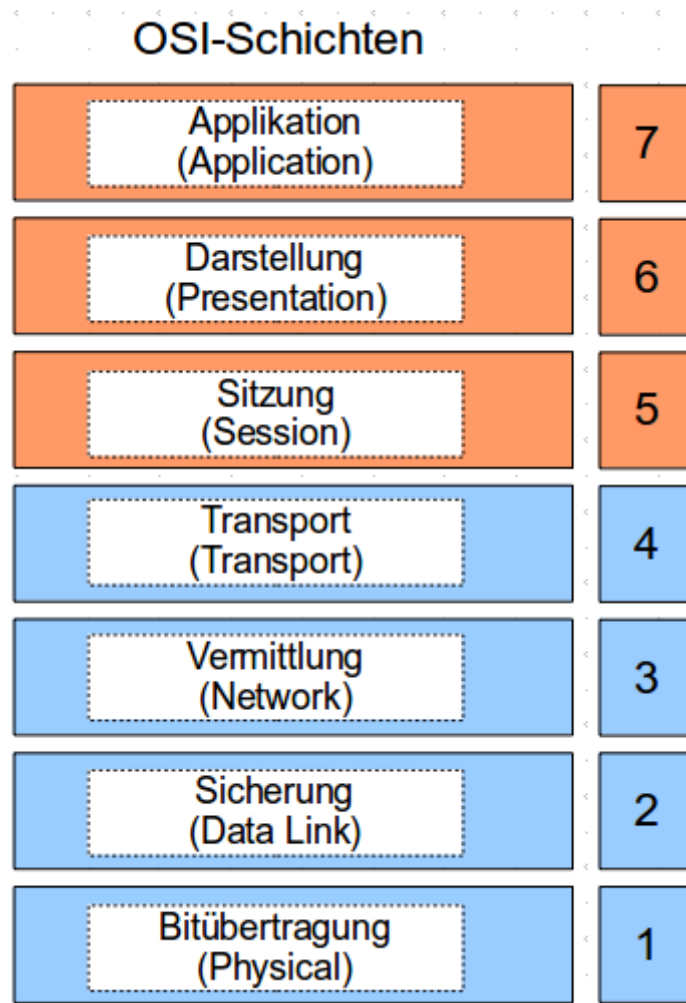 OSI-Schichten
Applikation
(Application)
7
Darstellung
(Presentation)
6
Sitzung
(Session)
5
Transport
(Transport)
4
Vermittlung
(Network)
3
Sicherung
(Data Link)
2
Bitübertragung
(Physical)
1